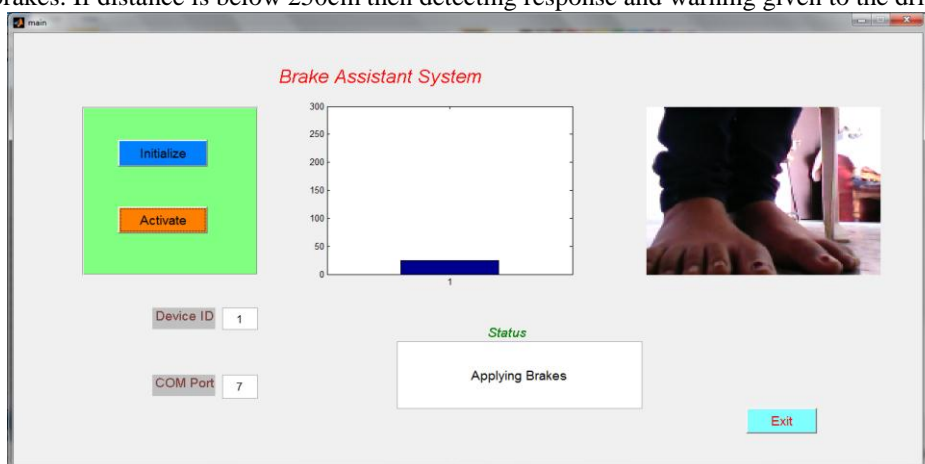 brakes. If distance is below 250cm then detecting response and warning given to the
main
Brake Assistant System
Initialize
Activate
300
250
200
150
100
50
0
1
Device ID 1
COM Port 7
Status
Applying Brakes
Exit